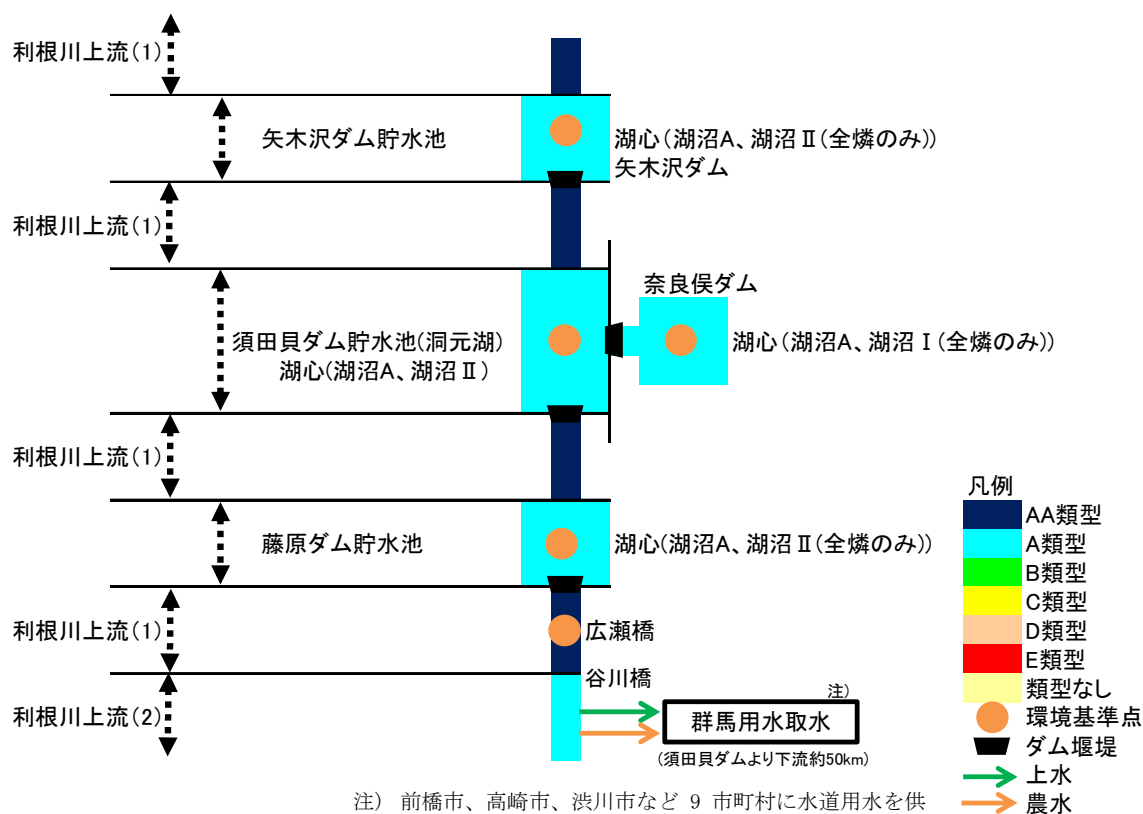 利根川上流(1)
矢木沢ダム貯水池
湖心(湖沼A、湖沼Ⅱ(全燐のみ))
矢木沢ダム
利根川上流(1)
奈良俣ダム
須田貝ダム貯水池(洞元湖)
湖心(湖沼A、湖沼Ⅱ)
湖心(湖沼A、湖沼Ⅰ(全燐のみ))
利根川上流(1)
藤原ダム貯水池
湖心(湖沼A、湖沼Ⅱ(全燐のみ))
利根川上流(1)
広瀬橋
谷川橋
利根川上流(2)
注)
群馬用水取水
(須田貝ダムより下流約50km)
注) 前橋市、高崎市、渋川市など 9 市町村に水道用水を供
凡例
AA類型
A類型
B類型
C類型
D類型
E類型
類型なし
環境基準点
ダム堰堤
上水
農水